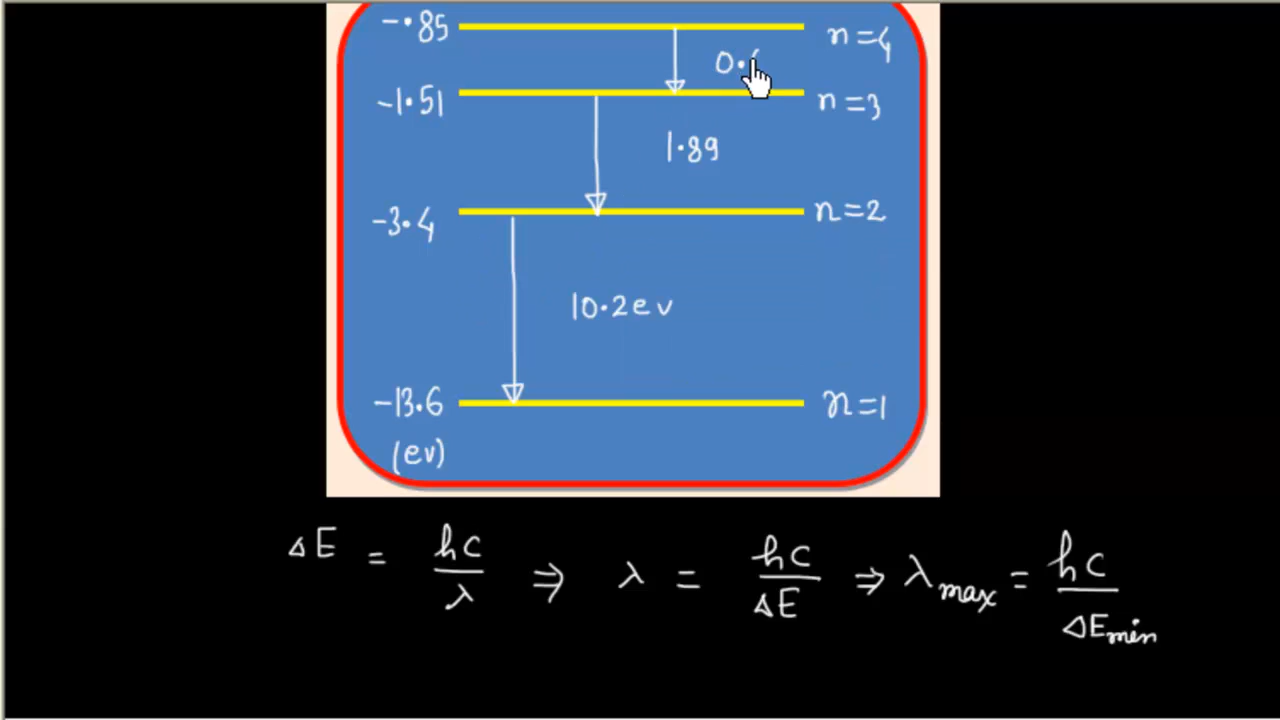 -.85 n=4
0.
-1.51 n=3
1.89
-3.4 n=2
10.2ev
-13.6 n=1
(ev)
ΔE = hc/λ ⇒ λ = hc/ΔE ⇒ λmax = hc/ΔEmin